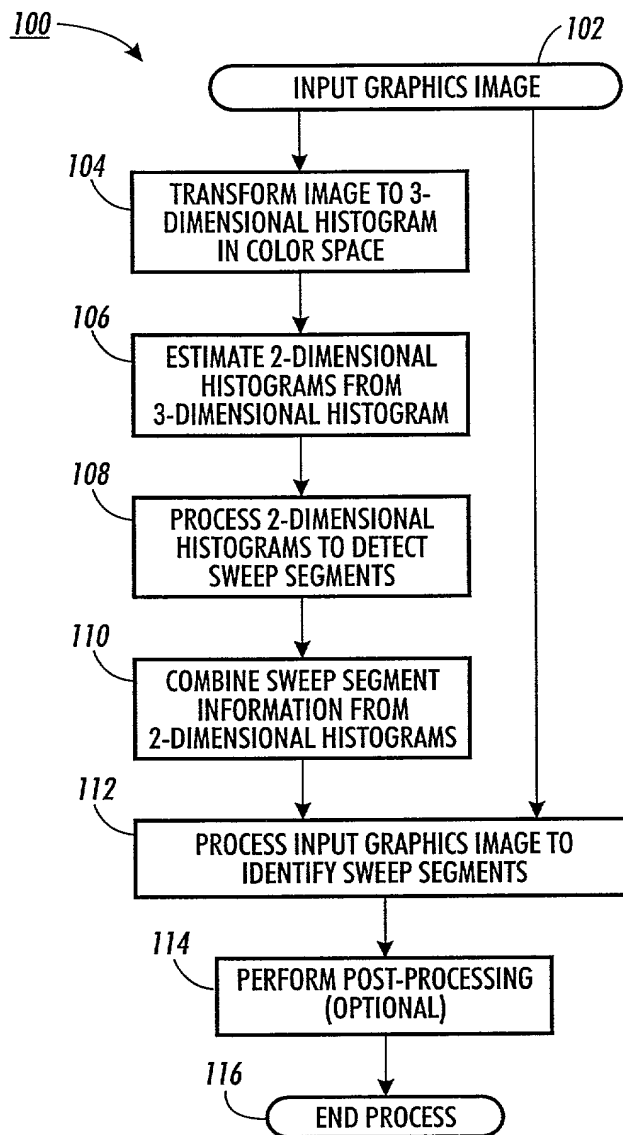 100
102
INPUT GRAPHICS IMAGE
104
TRANSFORM IMAGE TO 3-
DIMENSIONAL HISTOGRAM
IN COLOR SPACE
106
ESTIMATE 2-DIMENSIONAL
HISTOGRAMS FROM
3-DIMENSIONAL HISTOGRAM
108
PROCESS 2-DIMENSIONAL
HISTOGRAMS TO DETECT
SWEEP SEGMENTS
110
COMBINE SWEEP SEGMENT
INFORMATION FROM
2-DIMENSIONAL HISTOGRAMS
112
PROCESS INPUT GRAPHICS IMAGE TO
IDENTIFY SWEEP SEGMENTS
114
PERFORM POST-PROCESSING
(OPTIONAL)
116
END PROCESS